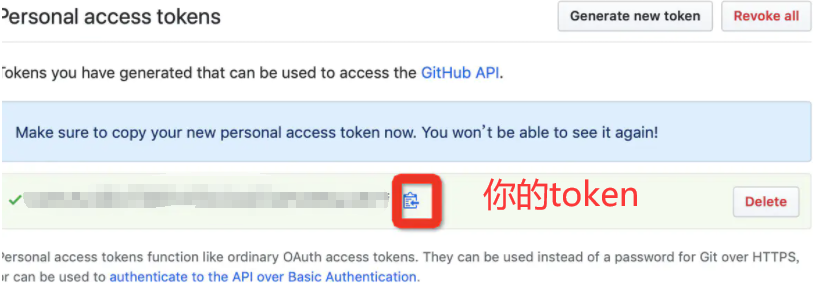 Personal access tokens
Generate new token
Revoke all
Tokens you have generated that can be used to access the GitHub API.
Make sure to copy your new personal access token now. You won't be able to see it again!
你的token
Delete
Personal access tokens function like ordinary OAuth access tokens. They can be used instead of a password for Git over HTTPS,
or can be used to authenticate to the API over Basic Authentication.